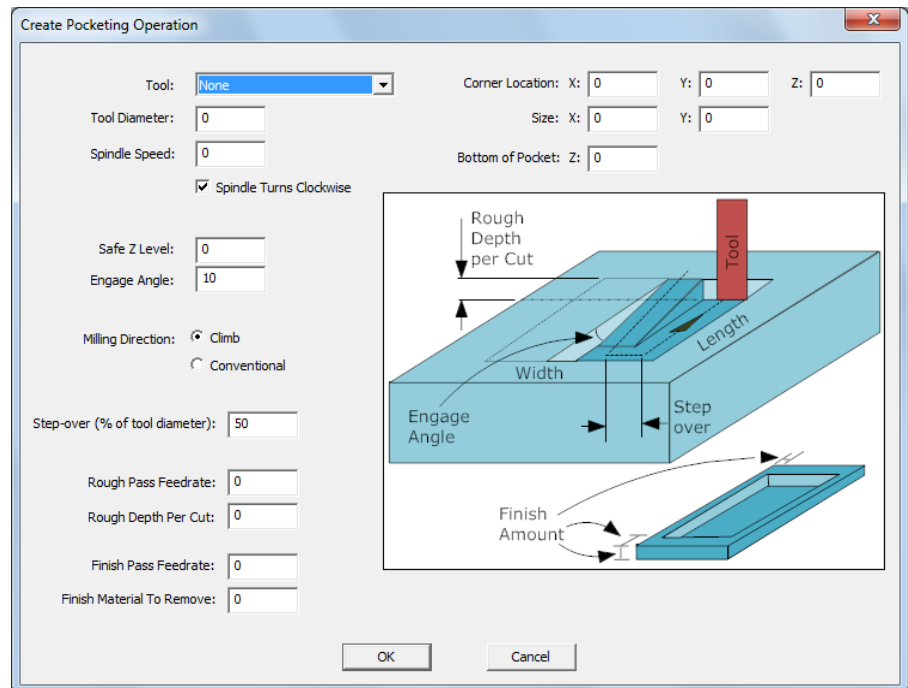 Create Pocketing Operation
X
Tool: None
Corner Location: X: 0 Y: 0 Z: 0
Tool Diameter: 0
Size: X: 0 Y: 0
Spindle Speed: 0
Bottom of Pocket: Z: 0
Spindle Turns Clockwise
Safe Z Level: 0
Engage Angle: 10
Milling Direction: Climb
Conventional
Step-over (% of tool diameter): 50
Rough Pass Feedrate: 0
Rough Depth Per Cut: 0
Finish Pass Feedrate: 0
Finish Material To Remove: 0
Rough
Depth
per Cut
Tool
Length
Width
Engage
Angle
Step
over
Finish
Amount
OK
Cancel